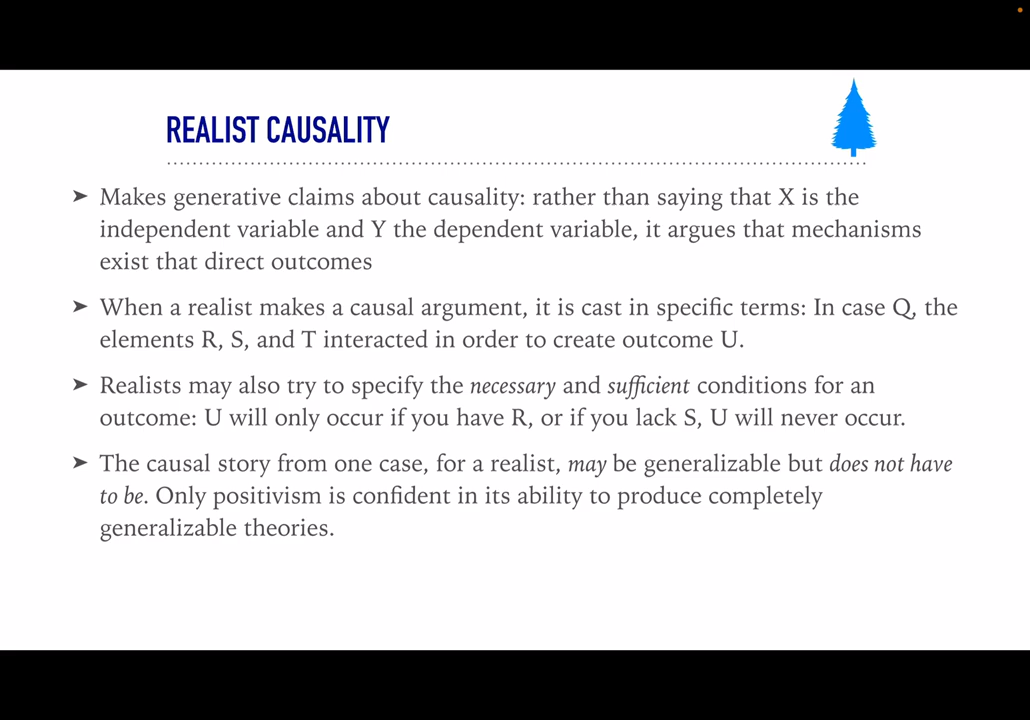 REALIST CAUSALITY
➤ Makes generative claims about causality: rather than saying that X is the
independent variable and Y the dependent variable, it argues that mechanisms
exist that direct outcomes
➤ When a realist makes a causal argument, it is cast in specific terms: In case Q, the
elements R, S, and T interacted in order to create outcome U.
➤ Realists may also try to specify the necessary and sufficient conditions for an
outcome: U will only occur if you have R, or if you lack S, U will never occur.
➤ The causal story from one case, for a realist, may be generalizable but does not have
to be. Only positivism is confident in its ability to produce completely
generalizable theories.